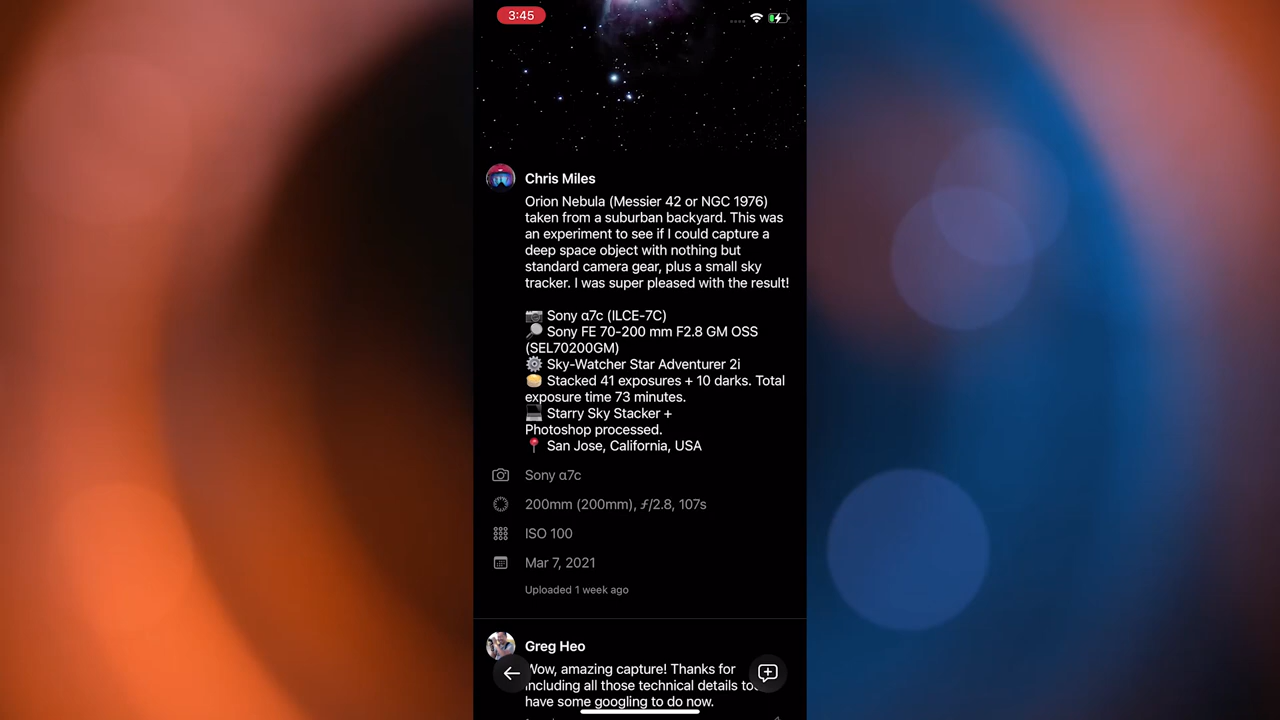 3:45
Chris Miles
Orion Nebula (Messier 42 or NGC 1976)
taken from a suburban backyard. This was
an experiment to see if I could capture a
deep space object with nothing but
standard camera gear, plus a small sky
tracker. I was super pleased with the result!
📷 Sony α7c (ILCE-7C)
🔎 Sony FE 70-200 mm F2.8 GM OSS
(SEL70200GM)
⚙️ Sky-Watcher Star Adventurer 2i
🥞 Stacked 41 exposures + 10 darks. Total
exposure time 73 minutes.
💻 Starry Sky Stacker +
Photoshop processed.
📍 San Jose, California, USA
Sony α7c
200mm (200mm), ƒ/2.8, 107s
ISO 100
Mar 7, 2021
Uploaded 1 week ago
Greg Heo
Wow, amazing capture! Thanks for
including all those technical details
have some googling to do now.